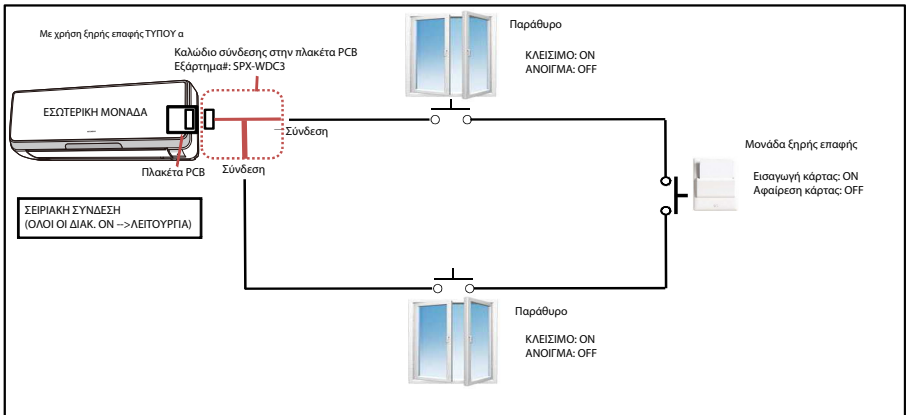 Με χρήση ξηρής επαφής ΤΥΠΟΥ α
Καλώδιο σύνδεσης στην πλακέτα PCB
Εξάρτημα#: SPX-WDC3
ΕΣΩΤΕΡΙΚΗ ΜΟΝΑΔΑ
Σύνδεση
Πλακέτα PCB
Σύνδεση
ΣΕΙΡΙΑΚΗ ΣΥΝΔΕΣΗ
(ΟΛΟΙ ΟΙ ΔΙΑΚ. ON -->ΛΕΙΤΟΥΡΓΙΑ)
Παράθυρο
ΚΛΕΙΣΙΜΟ: ON
ΑΝΟΙΓΜΑ: OFF
Μονάδα ξηρής επαφής
Εισαγωγή κάρτας: ON
Αφαίρεση κάρτας: OFF
Παράθυρο
ΚΛΕΙΣΙΜΟ: ON
ΑΝΟΙΓΜΑ: OFF